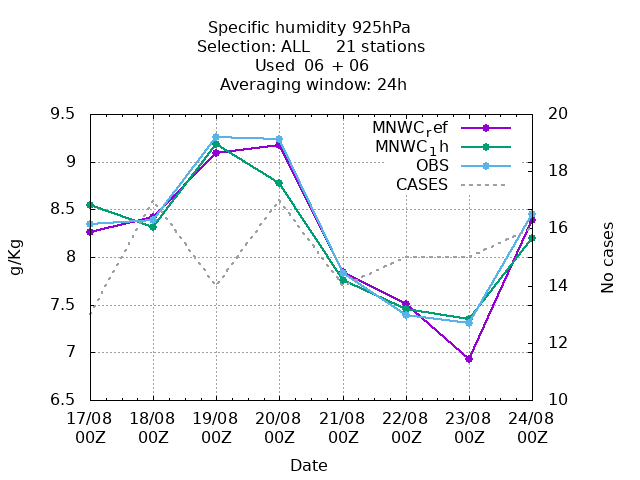 Specific humidity 925hPa
Selection: ALL 21 stations
Used 06 + 06
Averaging window: 24h
9.5 20
MNWC_ref
MNWC_1h
9
18
OBS
CASES
8.5
16
g/Kg
8
No cases
14
7.5
12
7
6.5 10
17/08 18/08 19/08 20/08 21/08 22/08 23/08 24/08
00Z 00Z 00Z 00Z 00Z 00Z 00Z 00Z
Date